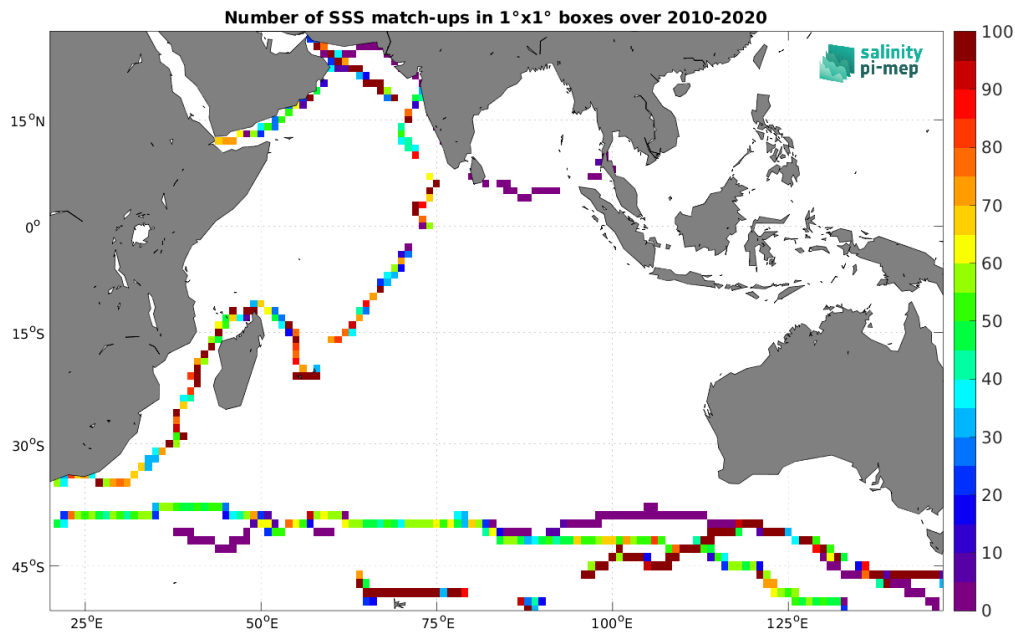 Number of SSS match-ups in 1°x1° boxes over 2010-2020
salinity
pi-mep
15°N
0°
15°S
30°S
45°S
25°E
50°E
75°E
100°E
125°E
100
90
80
70
60
50
40
30
20
10
0